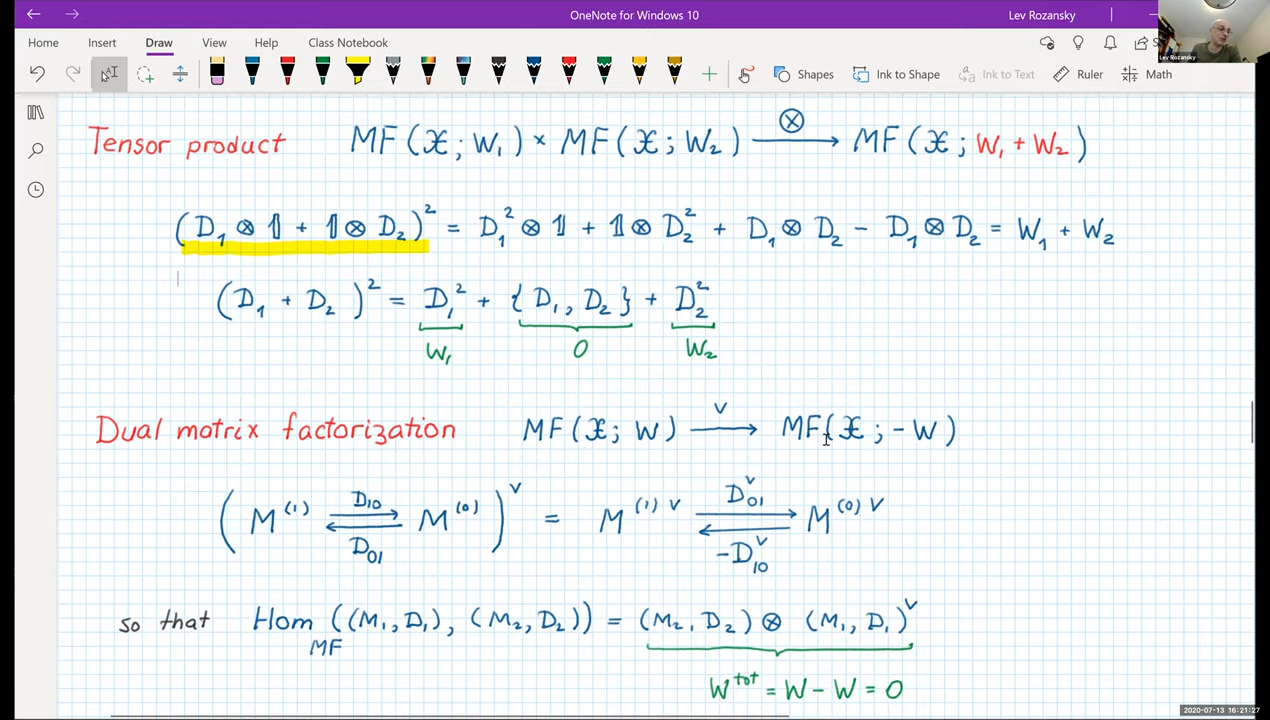 OneNote for Windows 10
Lev Rozansky
Home Insert Draw View Help Class Notebook
Shapes Ink to Shape Ink to Text Ruler Math
Tensor product MF(𝒳; W₁) × MF(𝒳; W₂) ⊗→ MF(𝒳; W₁ + W₂)
(D₁ ⊗ 𝟙 + 𝟙 ⊗ D₂)² = D₁² ⊗ 𝟙 + 𝟙 ⊗ D₂² + D₁ ⊗ D₂ − D₁ ⊗ D₂ = W₁ + W₂
(D₁ + D₂)² = D₁² + {D₁, D₂} + D₂²
W₁ 0 W₂
Dual matrix factorization MF(𝒳; W) ∨→ MF(𝒳; −W)
(M⁽¹⁾ ⇄ M⁽⁰⁾)^∨ = M⁽¹⁾^∨ ⇄ M⁽⁰⁾^∨
D₁₀ D₀₁^∨
D₀₁ −D₁₀^∨
so that Hom ((M₁, D₁), (M₂, D₂)) = (M₂, D₂) ⊗ (M₁, D₁)^∨
MF
W^tot = W − W = 0
Lev Rozansky
2020-07-13 16:21:27